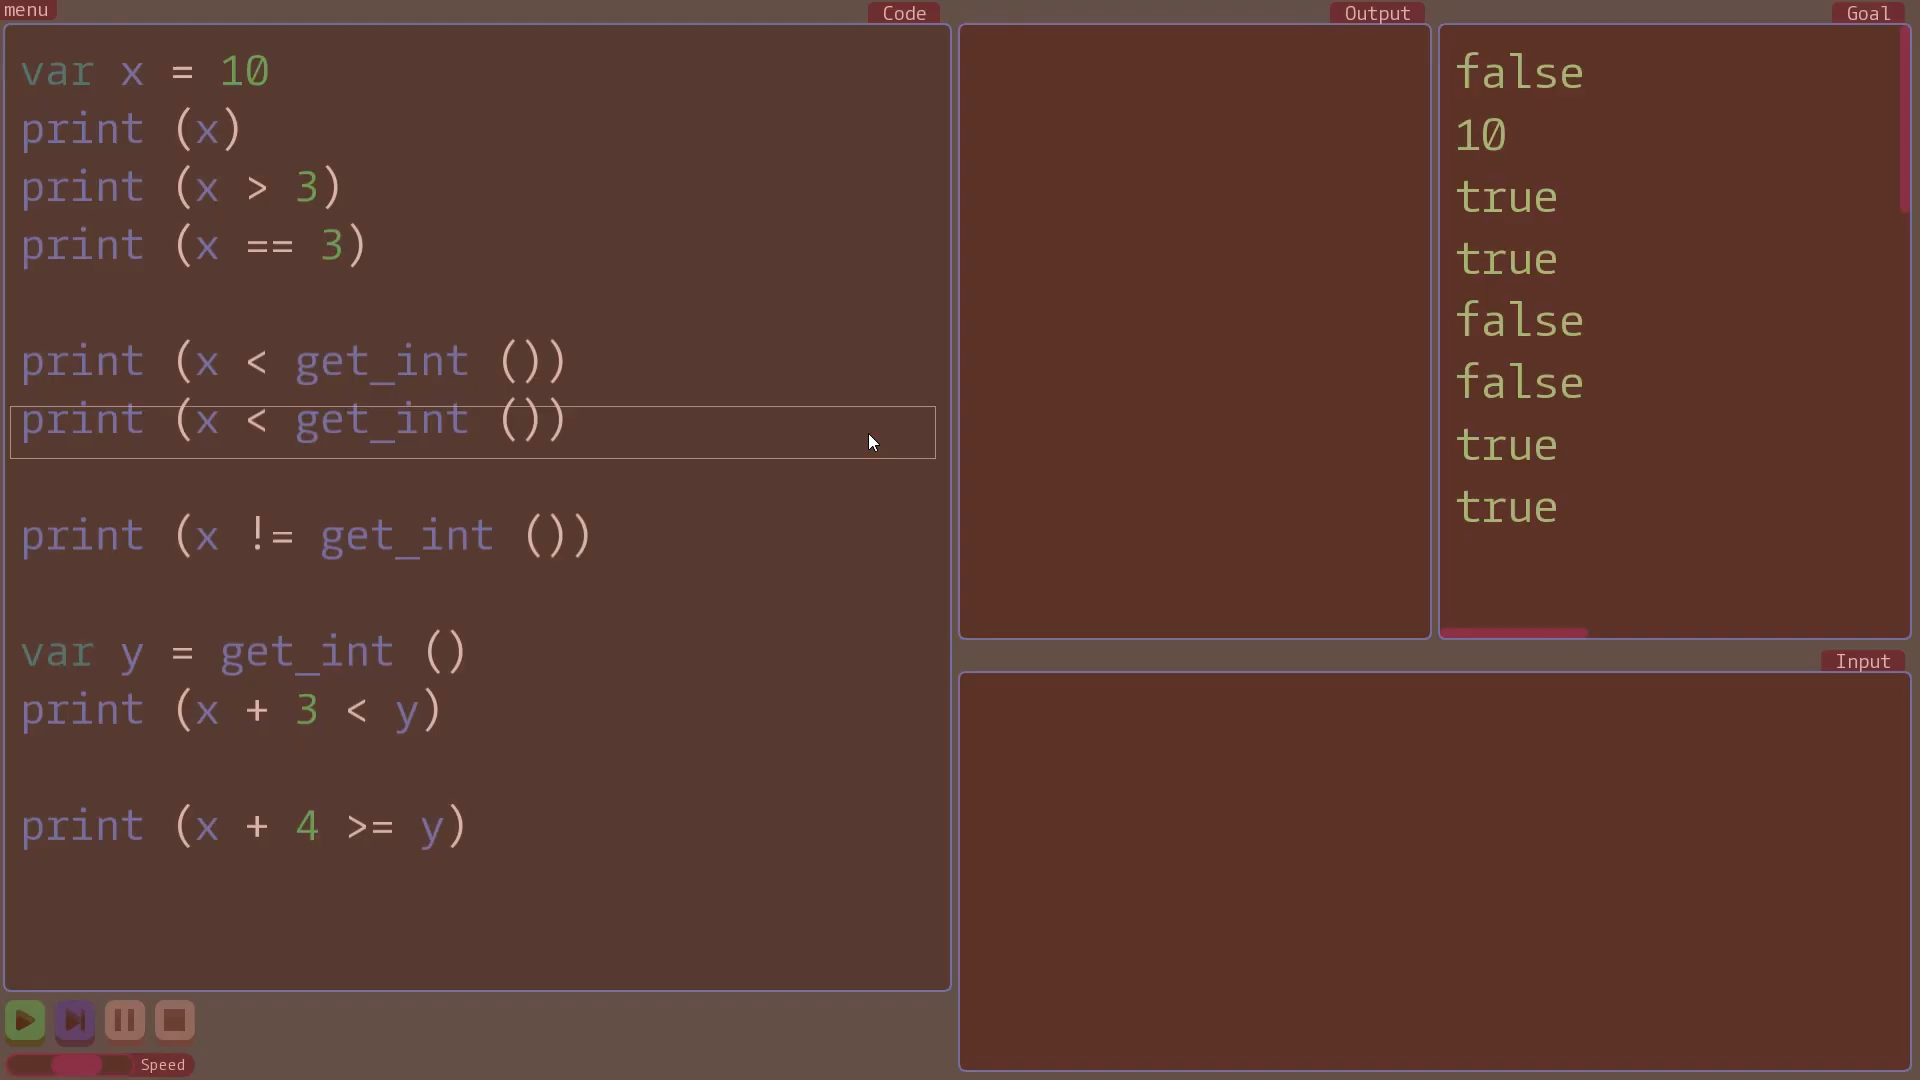 menu
Code
var x = 10
print (x)
print (x > 3)
print (x == 3)
print (x < get_int ())
print (x < get_int ())
print (x != get_int ())
var y = get_int ()
print (x + 3 < y)
print (x + 4 >= y)
Speed
Output
Goal
false
10
true
true
false
false
true
true
Input